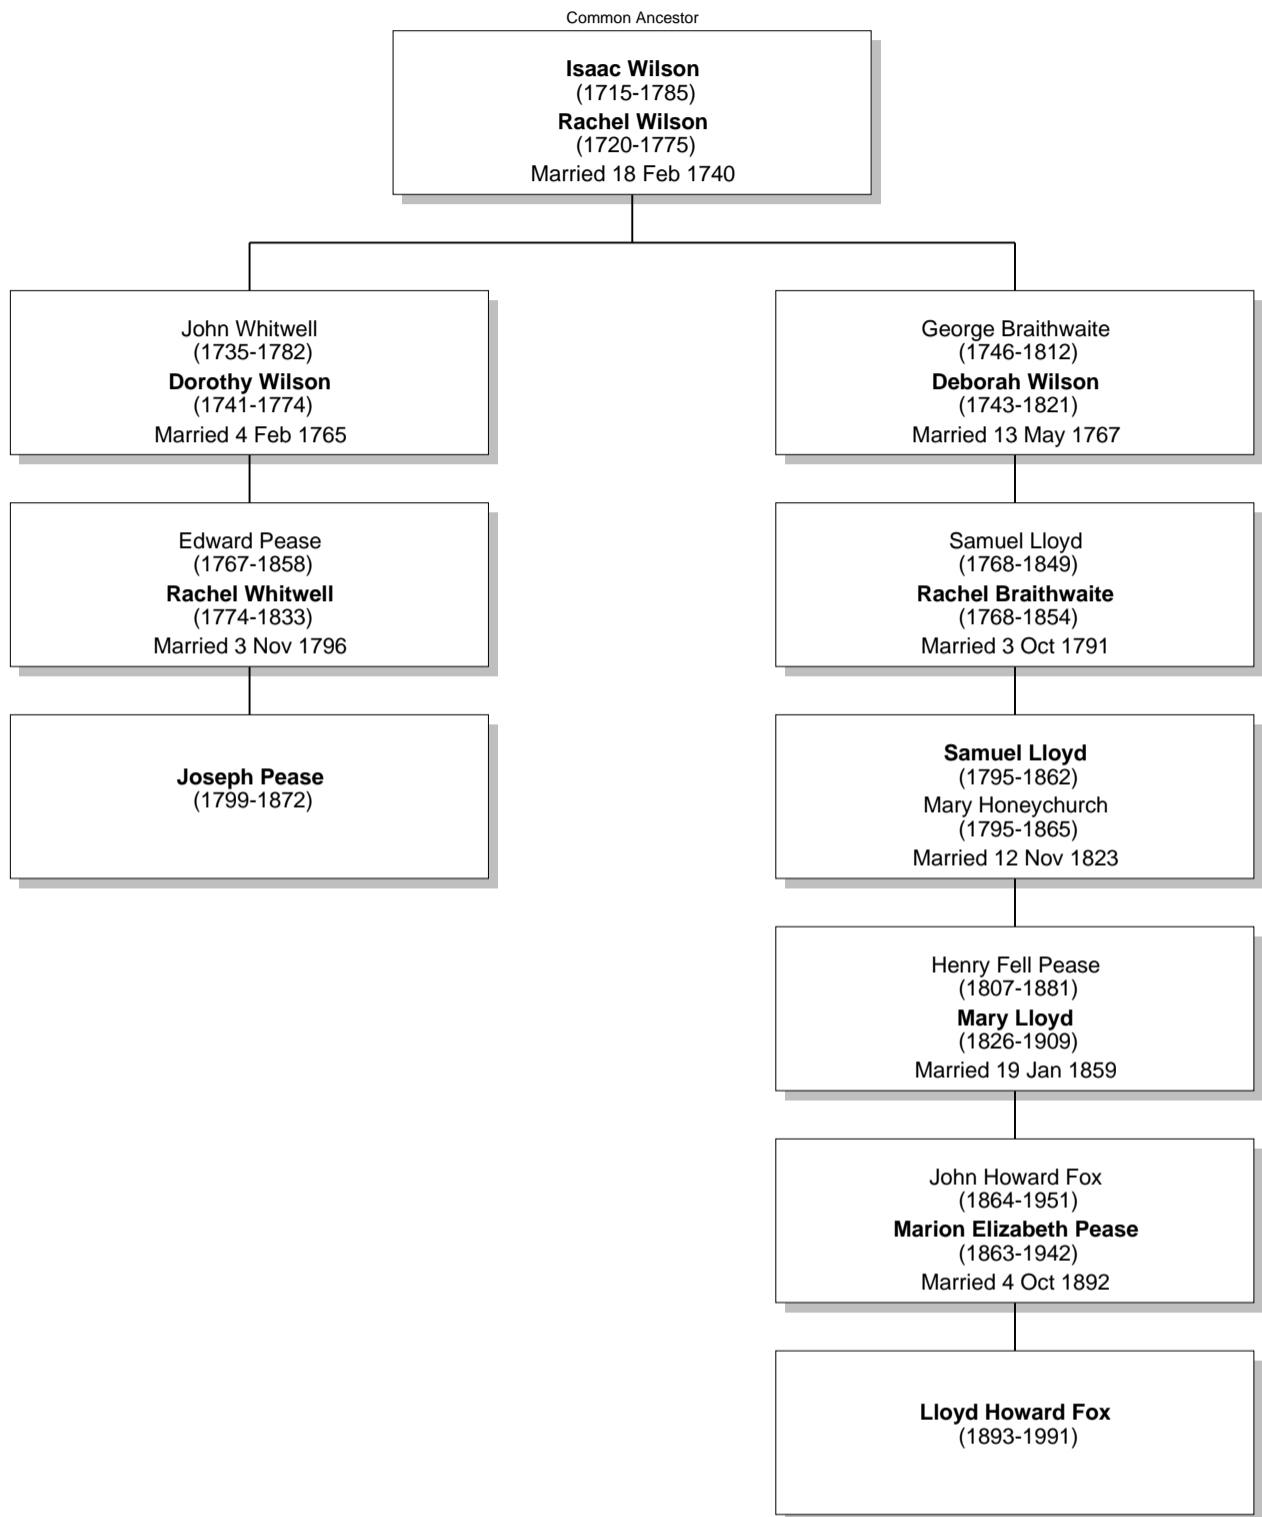 Common Ancestor
Isaac Wilson
(1715-1785)
Rachel Wilson
(1720-1775)
Married 18 Feb 1740
John Whitwell
(1735-1782)
Dorothy Wilson
(1741-1774)
Married 4 Feb 1765
George Braithwaite
(1746-1812)
Deborah Wilson
(1743-1821)
Married 13 May 1767
Edward Pease
(1767-1858)
Rachel Whitwell
(1774-1833)
Married 3 Nov 1796
Samuel Lloyd
(1768-1849)
Rachel Braithwaite
(1768-1854)
Married 3 Oct 1791
Joseph Pease
(1799-1872)
Samuel Lloyd
(1795-1862)
Mary Honeychurch
(1795-1865)
Married 12 Nov 1823
Henry Fell Pease
(1807-1881)
Mary Lloyd
(1826-1909)
Married 19 Jan 1859
John Howard Fox
(1864-1951)
Marion Elizabeth Pease
(1863-1942)
Married 4 Oct 1892
Lloyd Howard Fox
(1893-1991)